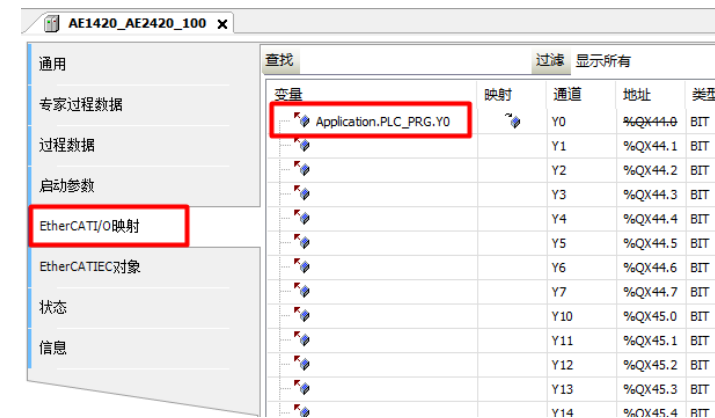 AE1420_AE2420_100 x
通用
专家过程数据
过程数据
启动参数
EtherCATI/O映射
EtherCATIEC对象
状态
信息
查找 过滤 显示所有
变量 映射 通道 地址 类型
Application.PLC_PRG.Y0 Y0 %QX44.0 BIT
Y1 %QX44.1 BIT
Y2 %QX44.2 BIT
Y3 %QX44.3 BIT
Y4 %QX44.4 BIT
Y5 %QX44.5 BIT
Y6 %QX44.6 BIT
Y7 %QX44.7 BIT
Y10 %QX45.0 BIT
Y11 %QX45.1 BIT
Y12 %QX45.2 BIT
Y13 %QX45.3 BIT
Y14 %QX45.4 BIT